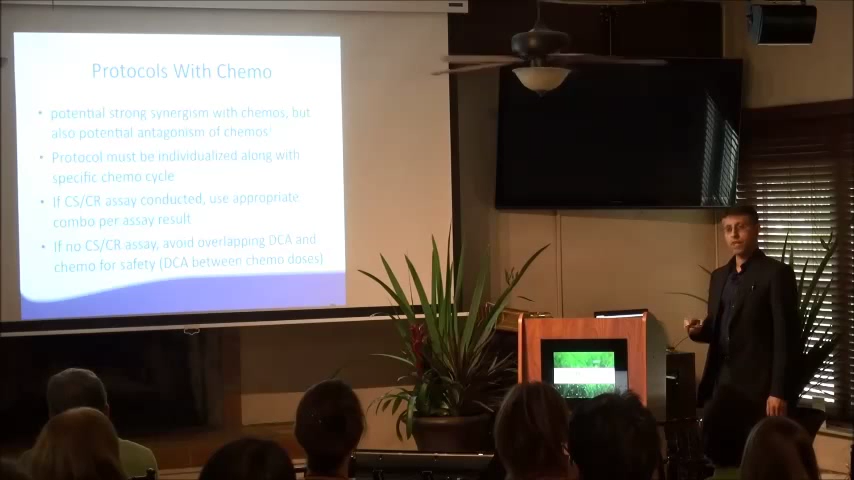 Protocols With Chemo
• potential strong synergism with chemos, but
also potential antagonism of chemos
• Protocol must be individualized along with
specific chemo cycle
• If CS/CR assay conducted, use appropriate
combo per assay result
• If no CS/CR assay, avoid overlapping DCA and
chemo for safety (DCA between chemo doses)